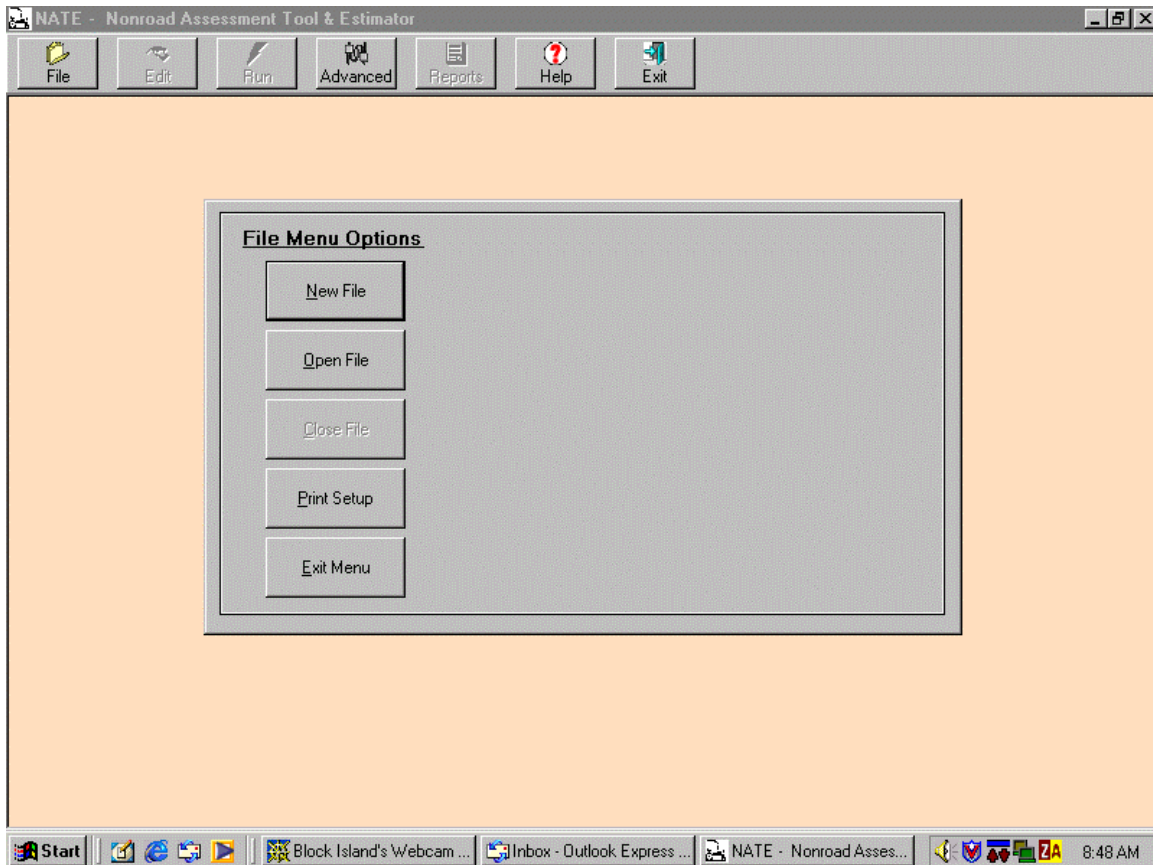 NATE - Nonroad Assessment Tool & Estimator
File Edit Run Advanced Reports Help Exit
File Menu Options
New File
Open File
Close File
Print Setup
Exit Menu
Start Block Island's Webcam ... Inbox - Outlook Express ... NATE - Nonroad Asses... ZA 8:48 AM